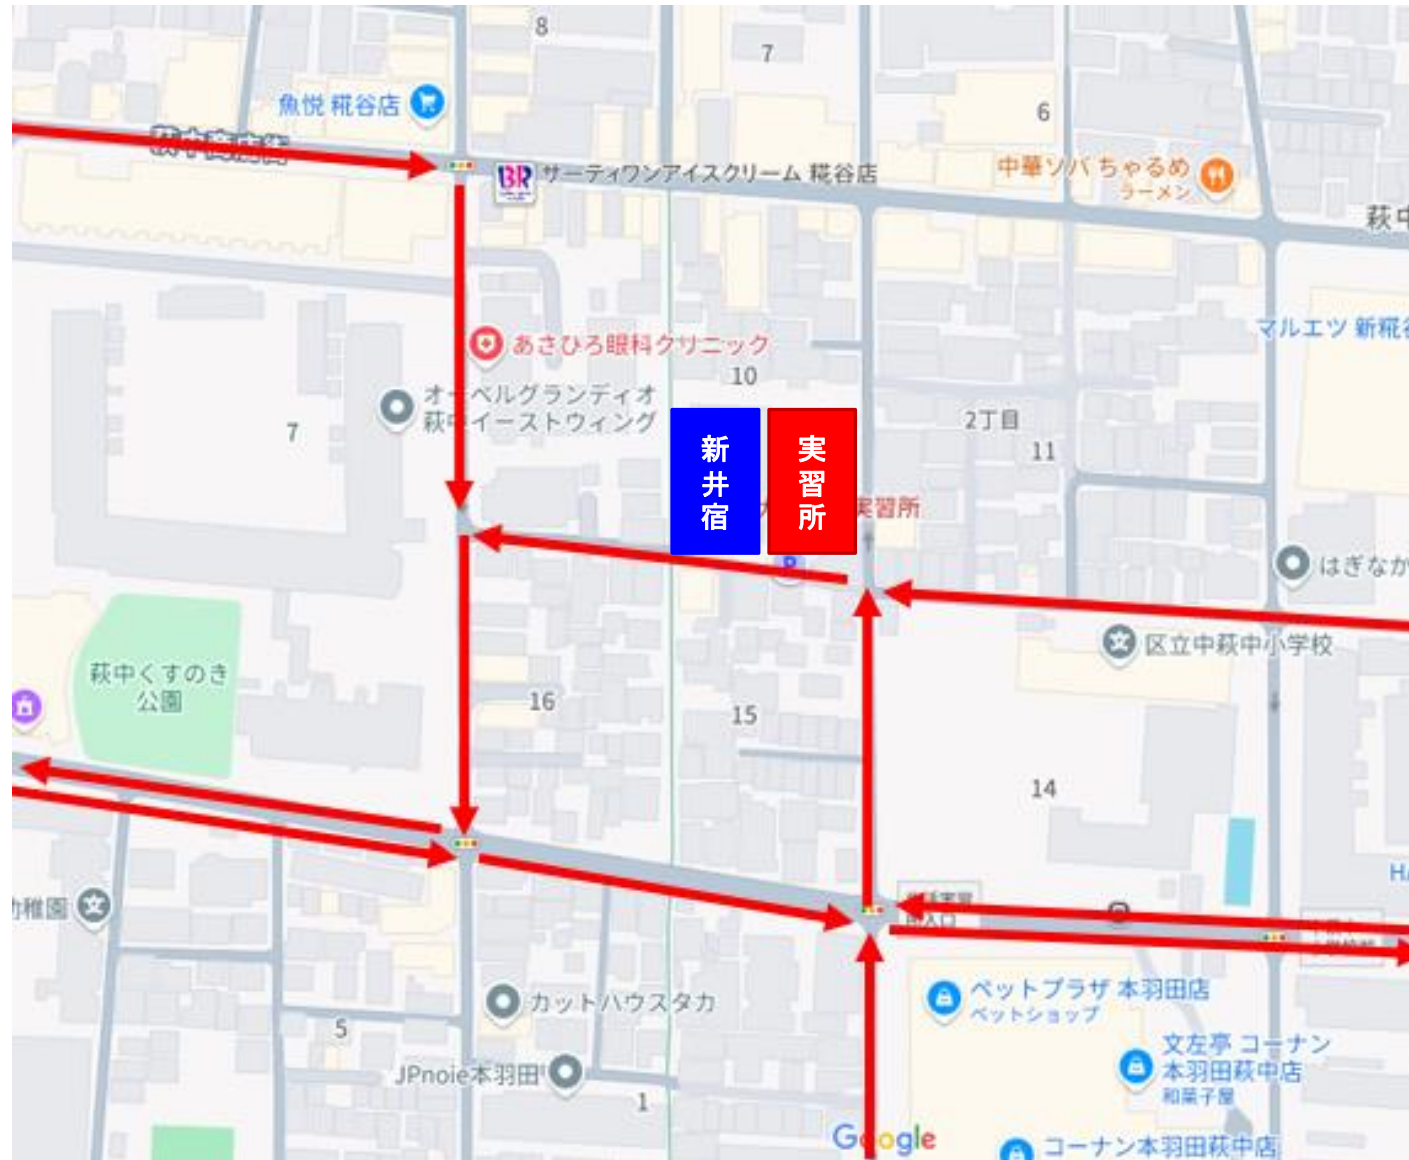 8
7
6
魚悦 糀谷店
萩中商店街
サーティワンアイスクリーム 糀谷店
中華ソバ ちゃるめ
ラーメン
萩中
あさひろ眼科クリニック
マルエツ 新糀谷
10
オーベルグランディオ
萩中イーストウィング
7
2丁目
11
新井宿
実習所
実習所
はぎなか
区立中萩中小学校
萩中くすのき
公園
16
15
14
幼稚園
カットハウスタカ
5
JPnoie本羽田
1
ペットプラザ 本羽田店
ペットショップ
文左亭 コーナン
本羽田萩中店
和菓子屋
Google
コーナン本羽田萩中店